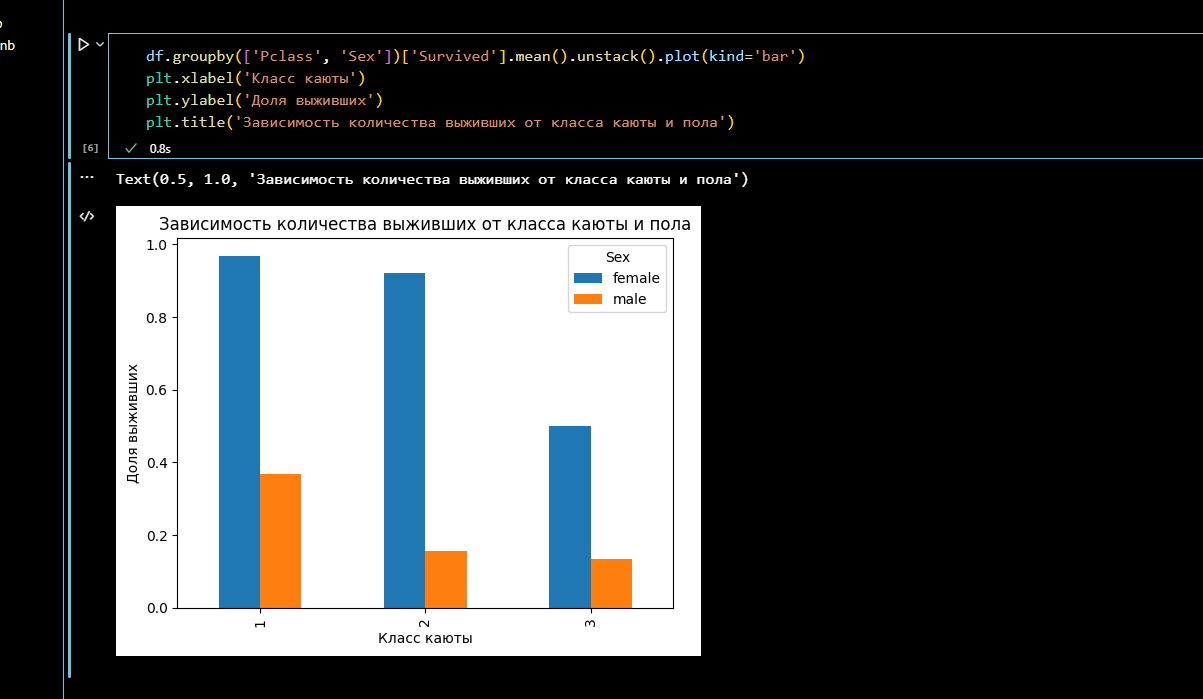 nb
df.groupby(['Pclass', 'Sex'])['Survived'].mean().unstack().plot(kind='bar')
plt.xlabel('Класс каюты')
plt.ylabel('Доля выживших')
plt.title('Зависимость количества выживших от класса каюты и пола')
[6]
0.8s
Text(0.5, 1.0, 'Зависимость количества выживших от класса каюты и пола')
Зависимость количества выживших от класса каюты и пола
Sex
female
male
1.0
0.8
0.6
0.4
0.2
0.0
Доля выживших
1
2
3
Класс каюты